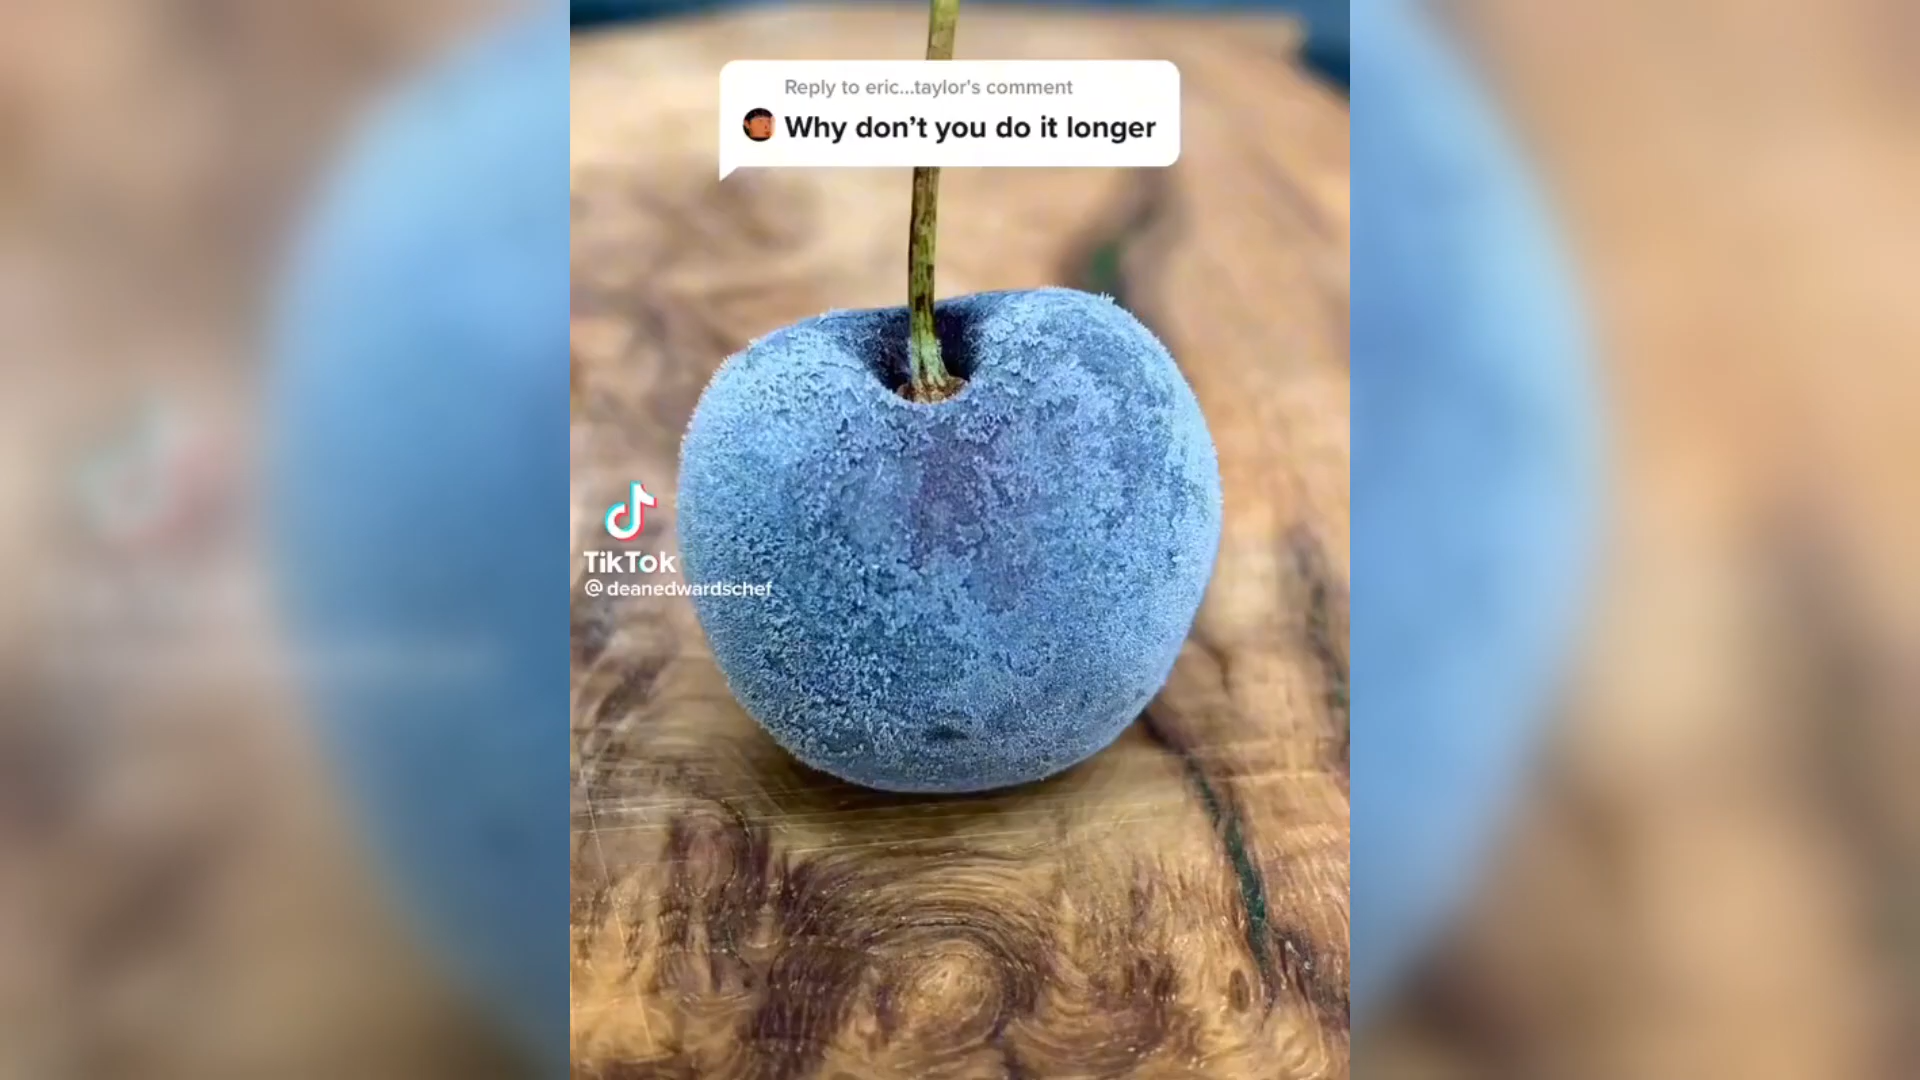 Reply to eric...taylor's comment
Why don't you do it longer
TikTok
@deanedwardschef